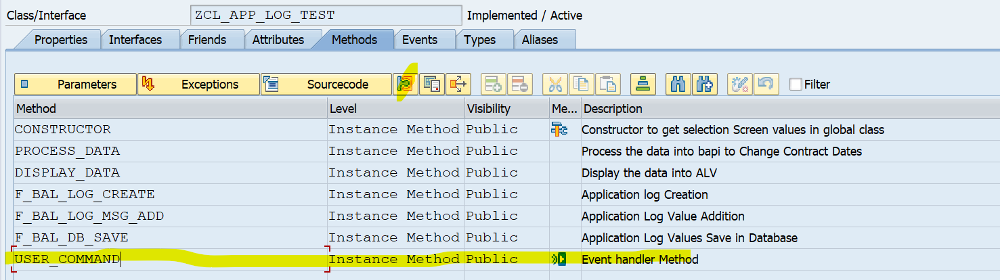 Class/Interface ZCL_APP_LOG_TEST Implemented / Active
Properties Interfaces Friends Attributes Methods Events Types Aliases
Parameters Exceptions Sourcecode Filter
Method Level Visibility Me... Description
CONSTRUCTOR Instance Method Public Constructor to get selection Screen values in global class
PROCESS_DATA Instance Method Public Process the data into bapi to Change Contract Dates
DISPLAY_DATA Instance Method Public Display the data into ALV
F_BAL_LOG_CREATE Instance Method Public Application log Creation
F_BAL_LOG_MSG_ADD Instance Method Public Application Log Value Addition
F_BAL_DB_SAVE Instance Method Public Application Log Values Save in Database
USER_COMMAND Instance Method Public Event handler Method